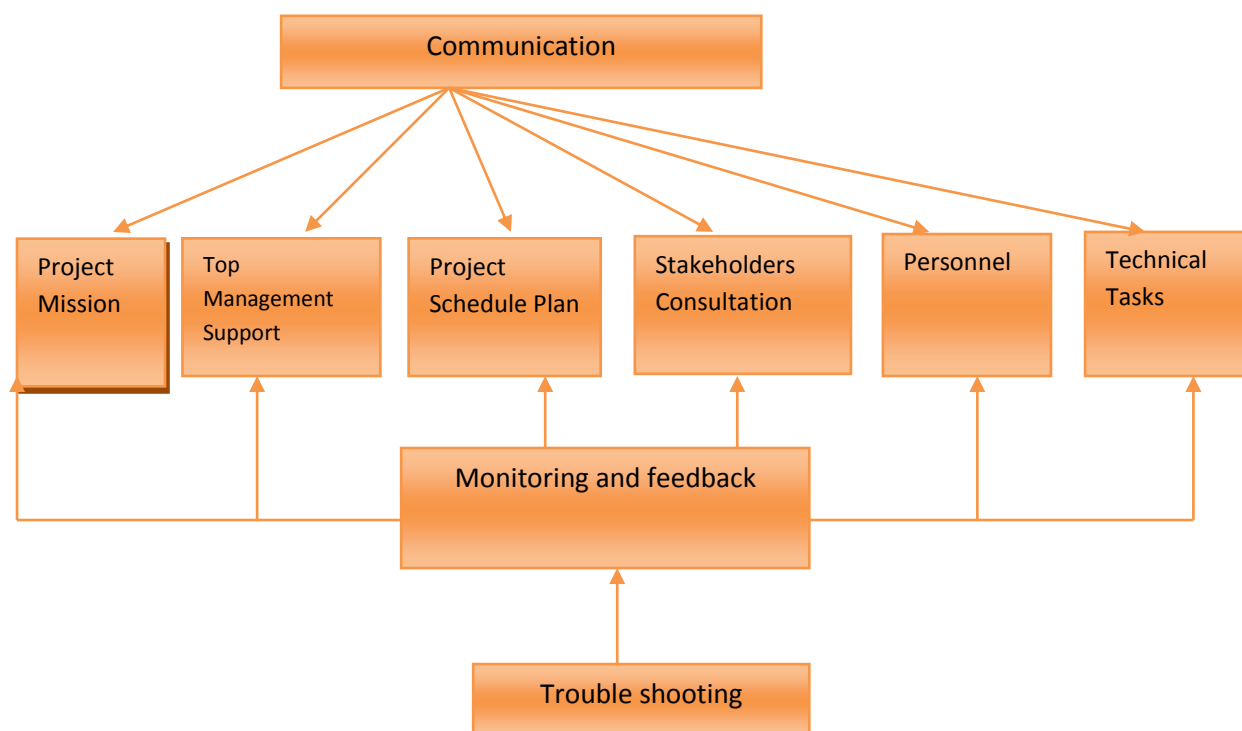 Communication
Project
Mission
Top
Management
Support
Project
Schedule Plan
Stakeholders
Consultation
Personnel
Technical
Tasks
Monitoring and feedback
Trouble shooting